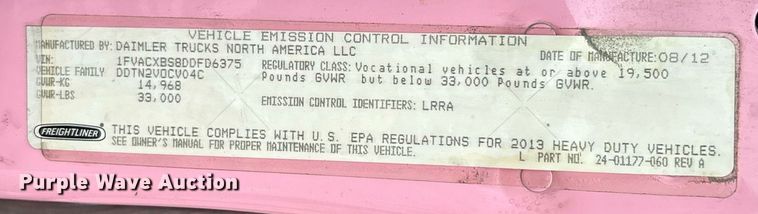 VEHICLE EMISSION CONTROL INFORMATION
MANUFACTURED BY: DAIMLER TRUCKS NORTH AMERICA LLC
DATE OF MANUFACTURE: 08/12
VIN: 1FVACXBS8DDFD6375
VEHICLE FAMILY DDTN2VOCV04C
GVWR-KG 14,968
GVWR-LBS 33,000
REGULATORY CLASS: Vocational vehicles at or above 19,500
Pounds GVWR but below 33,000 Pounds GVWR.
EMISSION CONTROL IDENTIFIERS: LRRA
FREIGHTLINER
THIS VEHICLE COMPLIES WITH U.S. EPA REGULATIONS FOR 2013 HEAVY DUTY VEHICLES.
SEE OWNER'S MANUAL FOR PROPER MAINTENANCE OF THIS VEHICLE.
L PART NO. 24-01177-060 REV A
Purple Wave Auction